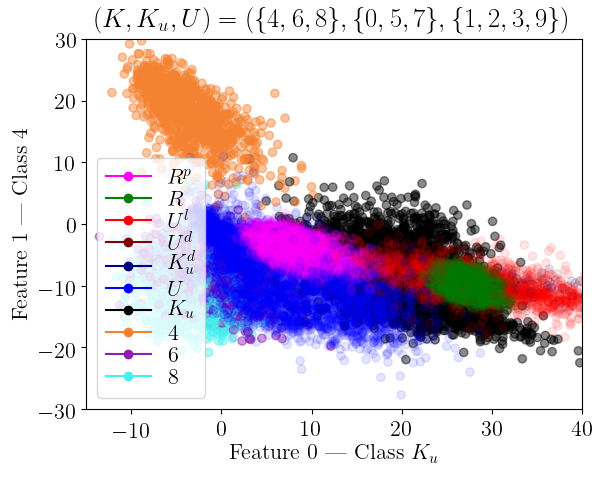 (K, K_u, U) = ({4, 6, 8}, {0, 5, 7}, {1, 2, 3, 9})
30
20
10
0
−10
−20
−30
Feature 1 — Class 4
R^p
R
U^l
U^d
K_u^d
U
K_u
4
6
8
−10 0 10 20 30 40
Feature 0 — Class K_u